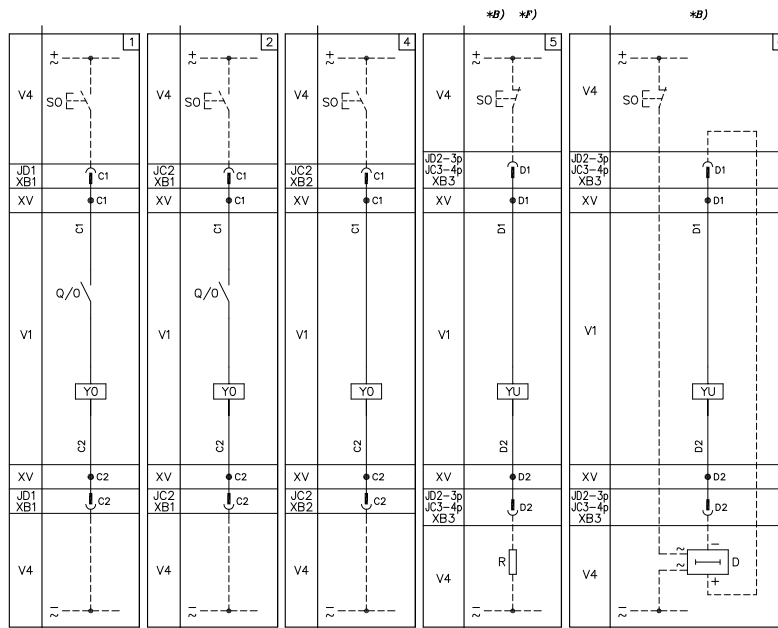 *B) *F)
*B)
1
+
~
V4
SO
JD1
XB1
C1
XV
C1
C1
Q/0
V1
YO
C2
XV
C2
JD1
XB1
C2
V4
–
~
2
+
~
V4
SO
JC2
XB1
C1
XV
C1
C1
Q/0
V1
YO
C2
XV
C2
JC2
XB1
C2
V4
–
~
4
+
~
V4
SO
JC2
XB2
C1
XV
C1
C1
V1
YO
C2
XV
C2
JC2
XB2
C2
V4
–
~
5
+
~
V4
SO
JD2-3p
JC3-4p
XB3
D1
XV
D1
D1
V1
YU
D2
XV
D2
JD2-3p
JC3-4p
XB3
D2
R
V4
–
~
+
~
V4
SO
JD2-3p
JC3-4p
XB3
D1
XV
D1
D1
V1
YU
D2
XV
D2
JD2-3p
JC3-4p
XB3
D2
–
~
~
D
+
V4
–
~